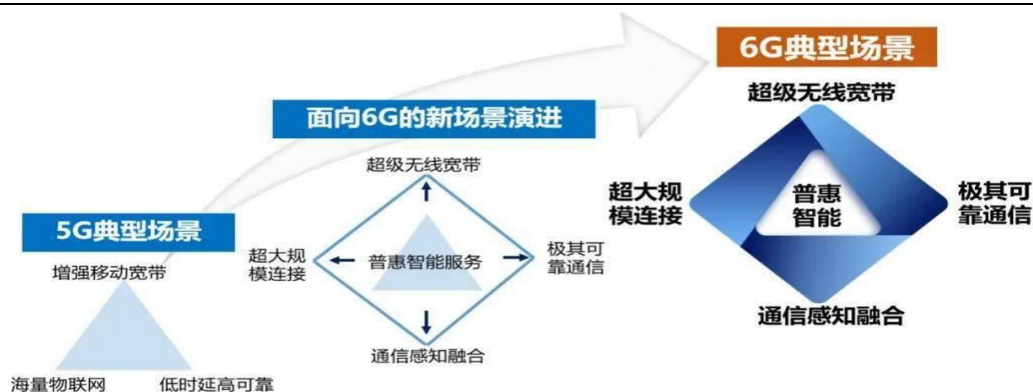 5G典型场景
增强移动宽带
海量物联网
低时延高可靠
面向6G的新场景演进
超级无线宽带
超大规
模连接
普惠智能服务
极其可
靠通信
通信感知融合
6G典型场景
超级无线宽带
超大规
模连接
普惠
智能
极其可
靠通信
通信感知融合